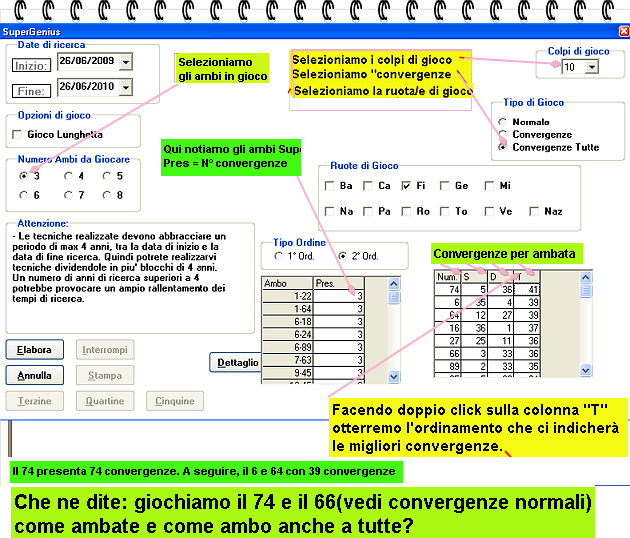 SuperGenius
Date di ricerca
Inizio: 26/06/2009
Fine: 26/06/2010
Selezioniamo
gli ambi in gioco
Selezioniamo i colpi di gioco
Selezioniamo "convergenze
Selezioniamo la ruota/e di gioco
Colpi di gioco
10
Tipo di Gioco
Normale
Convergenze
Convergenze Tutte
Opzioni di gioco
Gioco Lunghetta
Numero Ambi da Giocare
3 4 5
6 7 8
Qui notiamo gli ambi Supe
Pres = N° convergenze
Ruote di Gioco
Ba Ca Fi Ge Mi
Na Pa Ro To Ve Naz
Attenzione:
- Le tecniche realizzate devono abbracciare un
periodo di max 4 anni, tra la data di inizio e la
data di fine ricerca. Quindi potrete realizzarvi
tecniche dividendole in piu' blocchi di 4 anni.
Un numero di anni di ricerca superiori a 4
potrebbe provocare un ampio rallentamento dei
tempi di ricerca.
Tipo Ordine
1° Ord. 2° Ord.
Convergenze per ambata
Ambo Pres.
1-22 3
1-64 3
6-18 3
6-24 3
6-89 3
7-63 3
9-45 3
Num. S D T
74 5 36 41
6 35 4 39
64 12 27 39
16 36 1 37
27 25 11 36
66 3 33 36
89 2 33 35
Elabora Interrompi
Annulla Stampa
Dettaglio
Terzine Quartine Cinquine
Facendo doppio click sulla colonna "T"
otterremo l'ordinamento che ci indicherà
le migliori convergenze.
Il 74 presenta 74 convergenze. A seguire, il 6 e 64 con 39 convergenze
Che ne dite: giochiamo il 74 e il 66(vedi convergenze normali)
come ambate e come ambo anche a tutte?